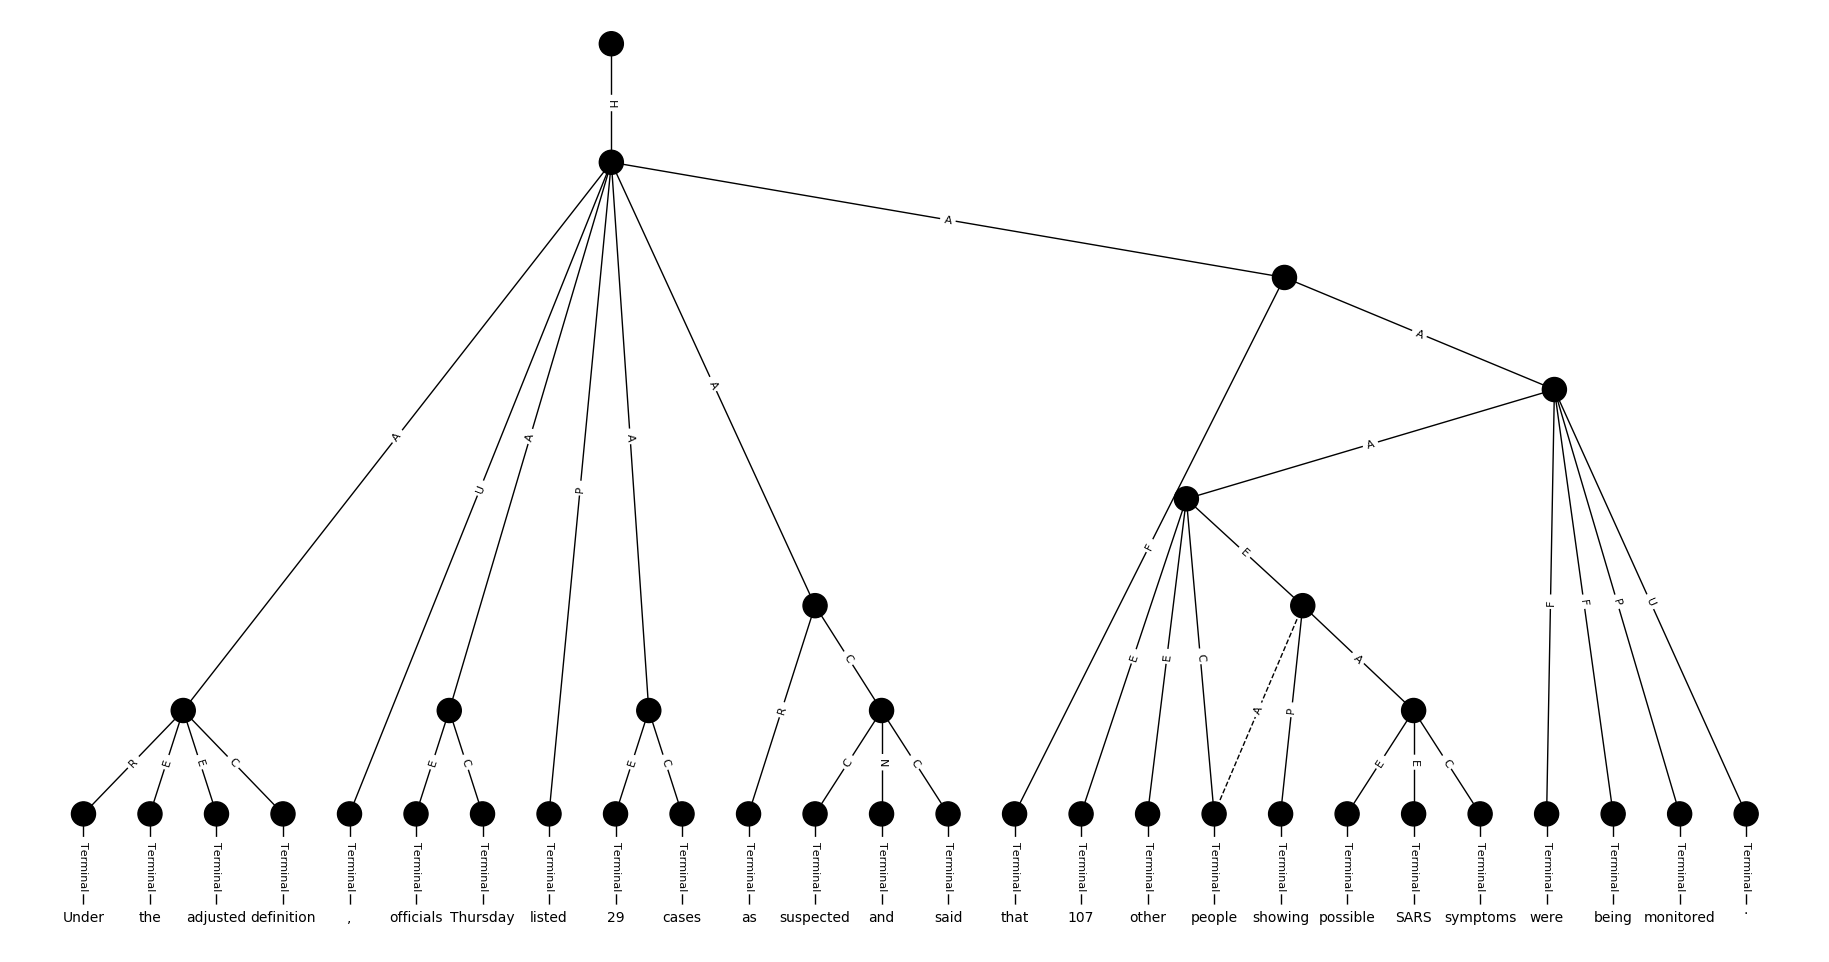 H
A
A
A
A
A
A
A
U
A
P
A
F
E
F
F
P
U
R
C
E
E
C
A
P
A
R
E
E
C
E
C
E
C
C
N
C
E
E
C
Terminal Terminal Terminal Terminal Terminal Terminal Terminal Terminal Terminal Terminal Terminal Terminal Terminal Terminal Terminal Terminal Terminal Terminal Terminal Terminal Terminal Terminal Terminal Terminal Terminal Terminal
Under the adjusted definition , officials Thursday listed 29 cases as suspected and said that 107 other people showing possible SARS symptoms were being monitored .